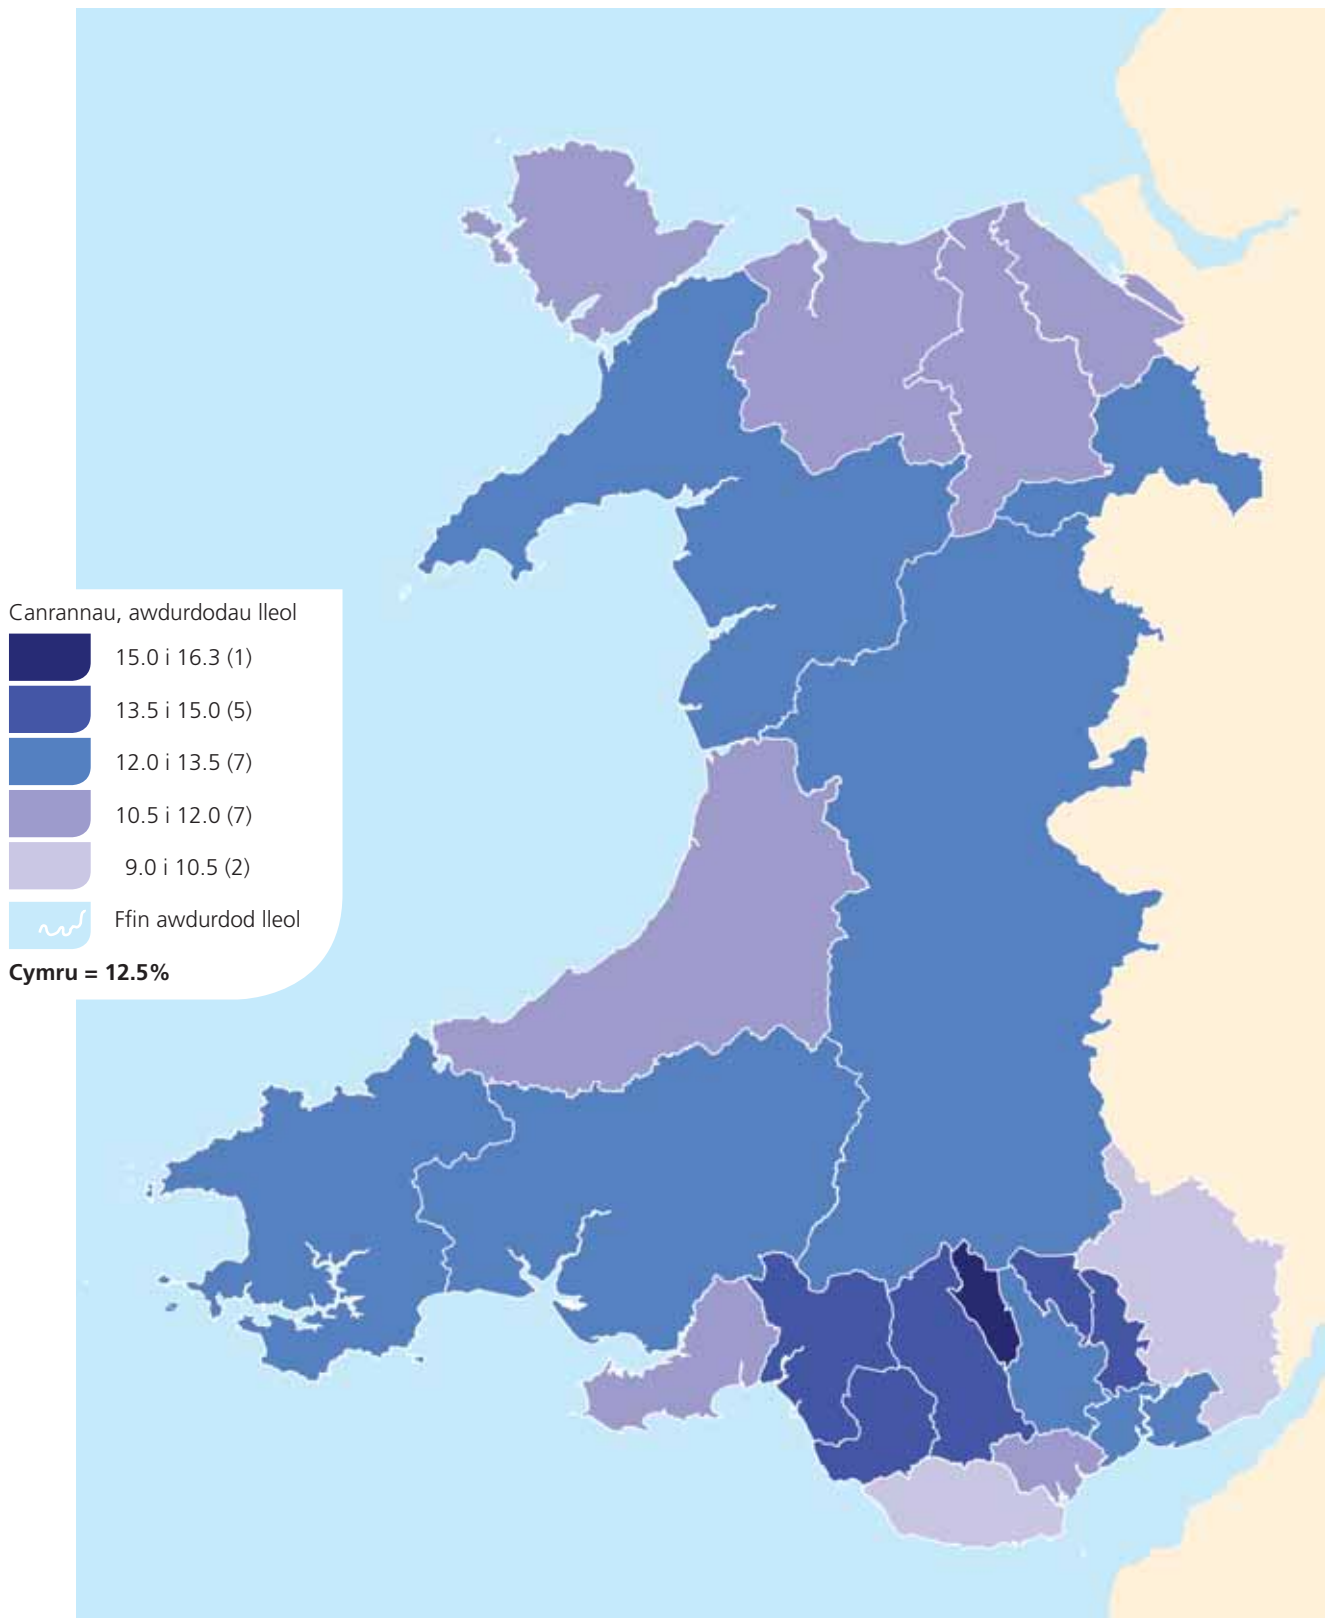 Canrannau, awdurdodau lleol
15.0 i 16.3 (1)
13.5 i 15.0 (5)
12.0 i 13.5 (7)
10.5 i 12.0 (7)
9.0 i 10.5 (2)
Ffin awdurdod lleol
Cymru = 12.5%